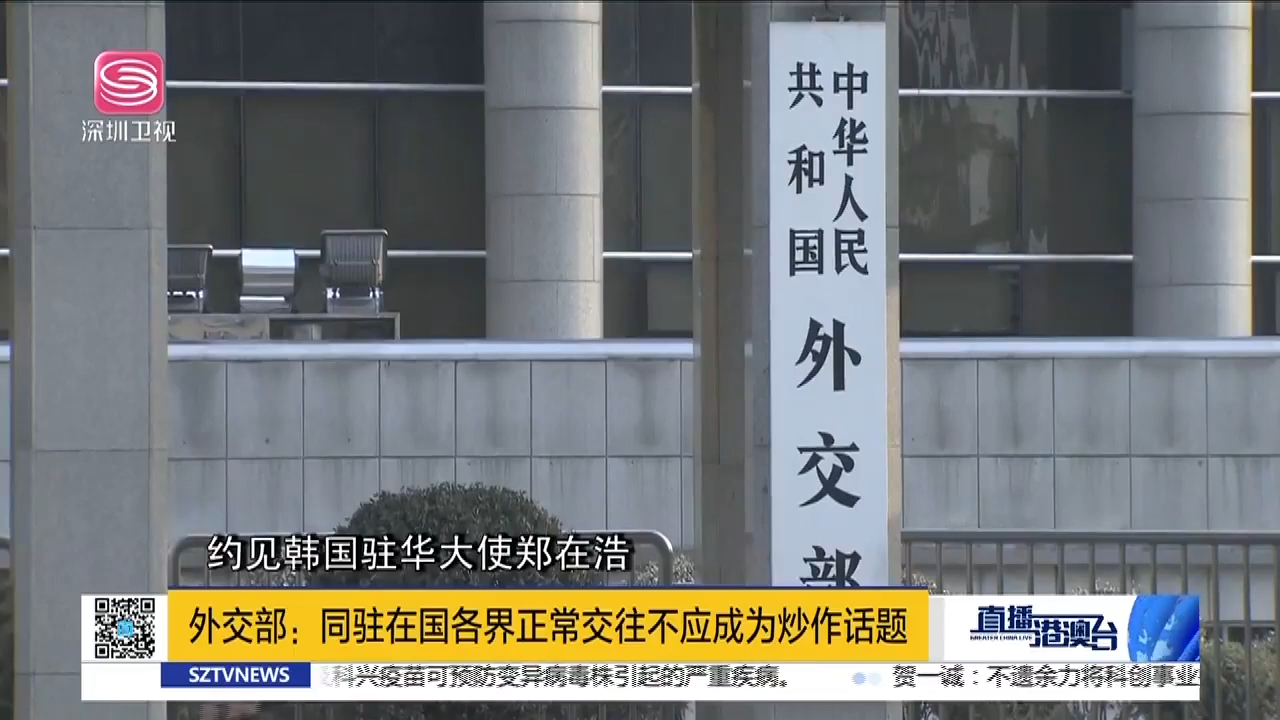 深圳卫视
中华人民
共和国
外交部
约见韩国驻华大使郑在浩
外交部：同驻在国各界正常交往不应成为炒作话题
直播港澳台
GREATER CHINA LIVE
SZTVNEWS
科兴疫苗可预防变异病毒株引起的严重疾病。 贺一诚：不遗余力将科创事业